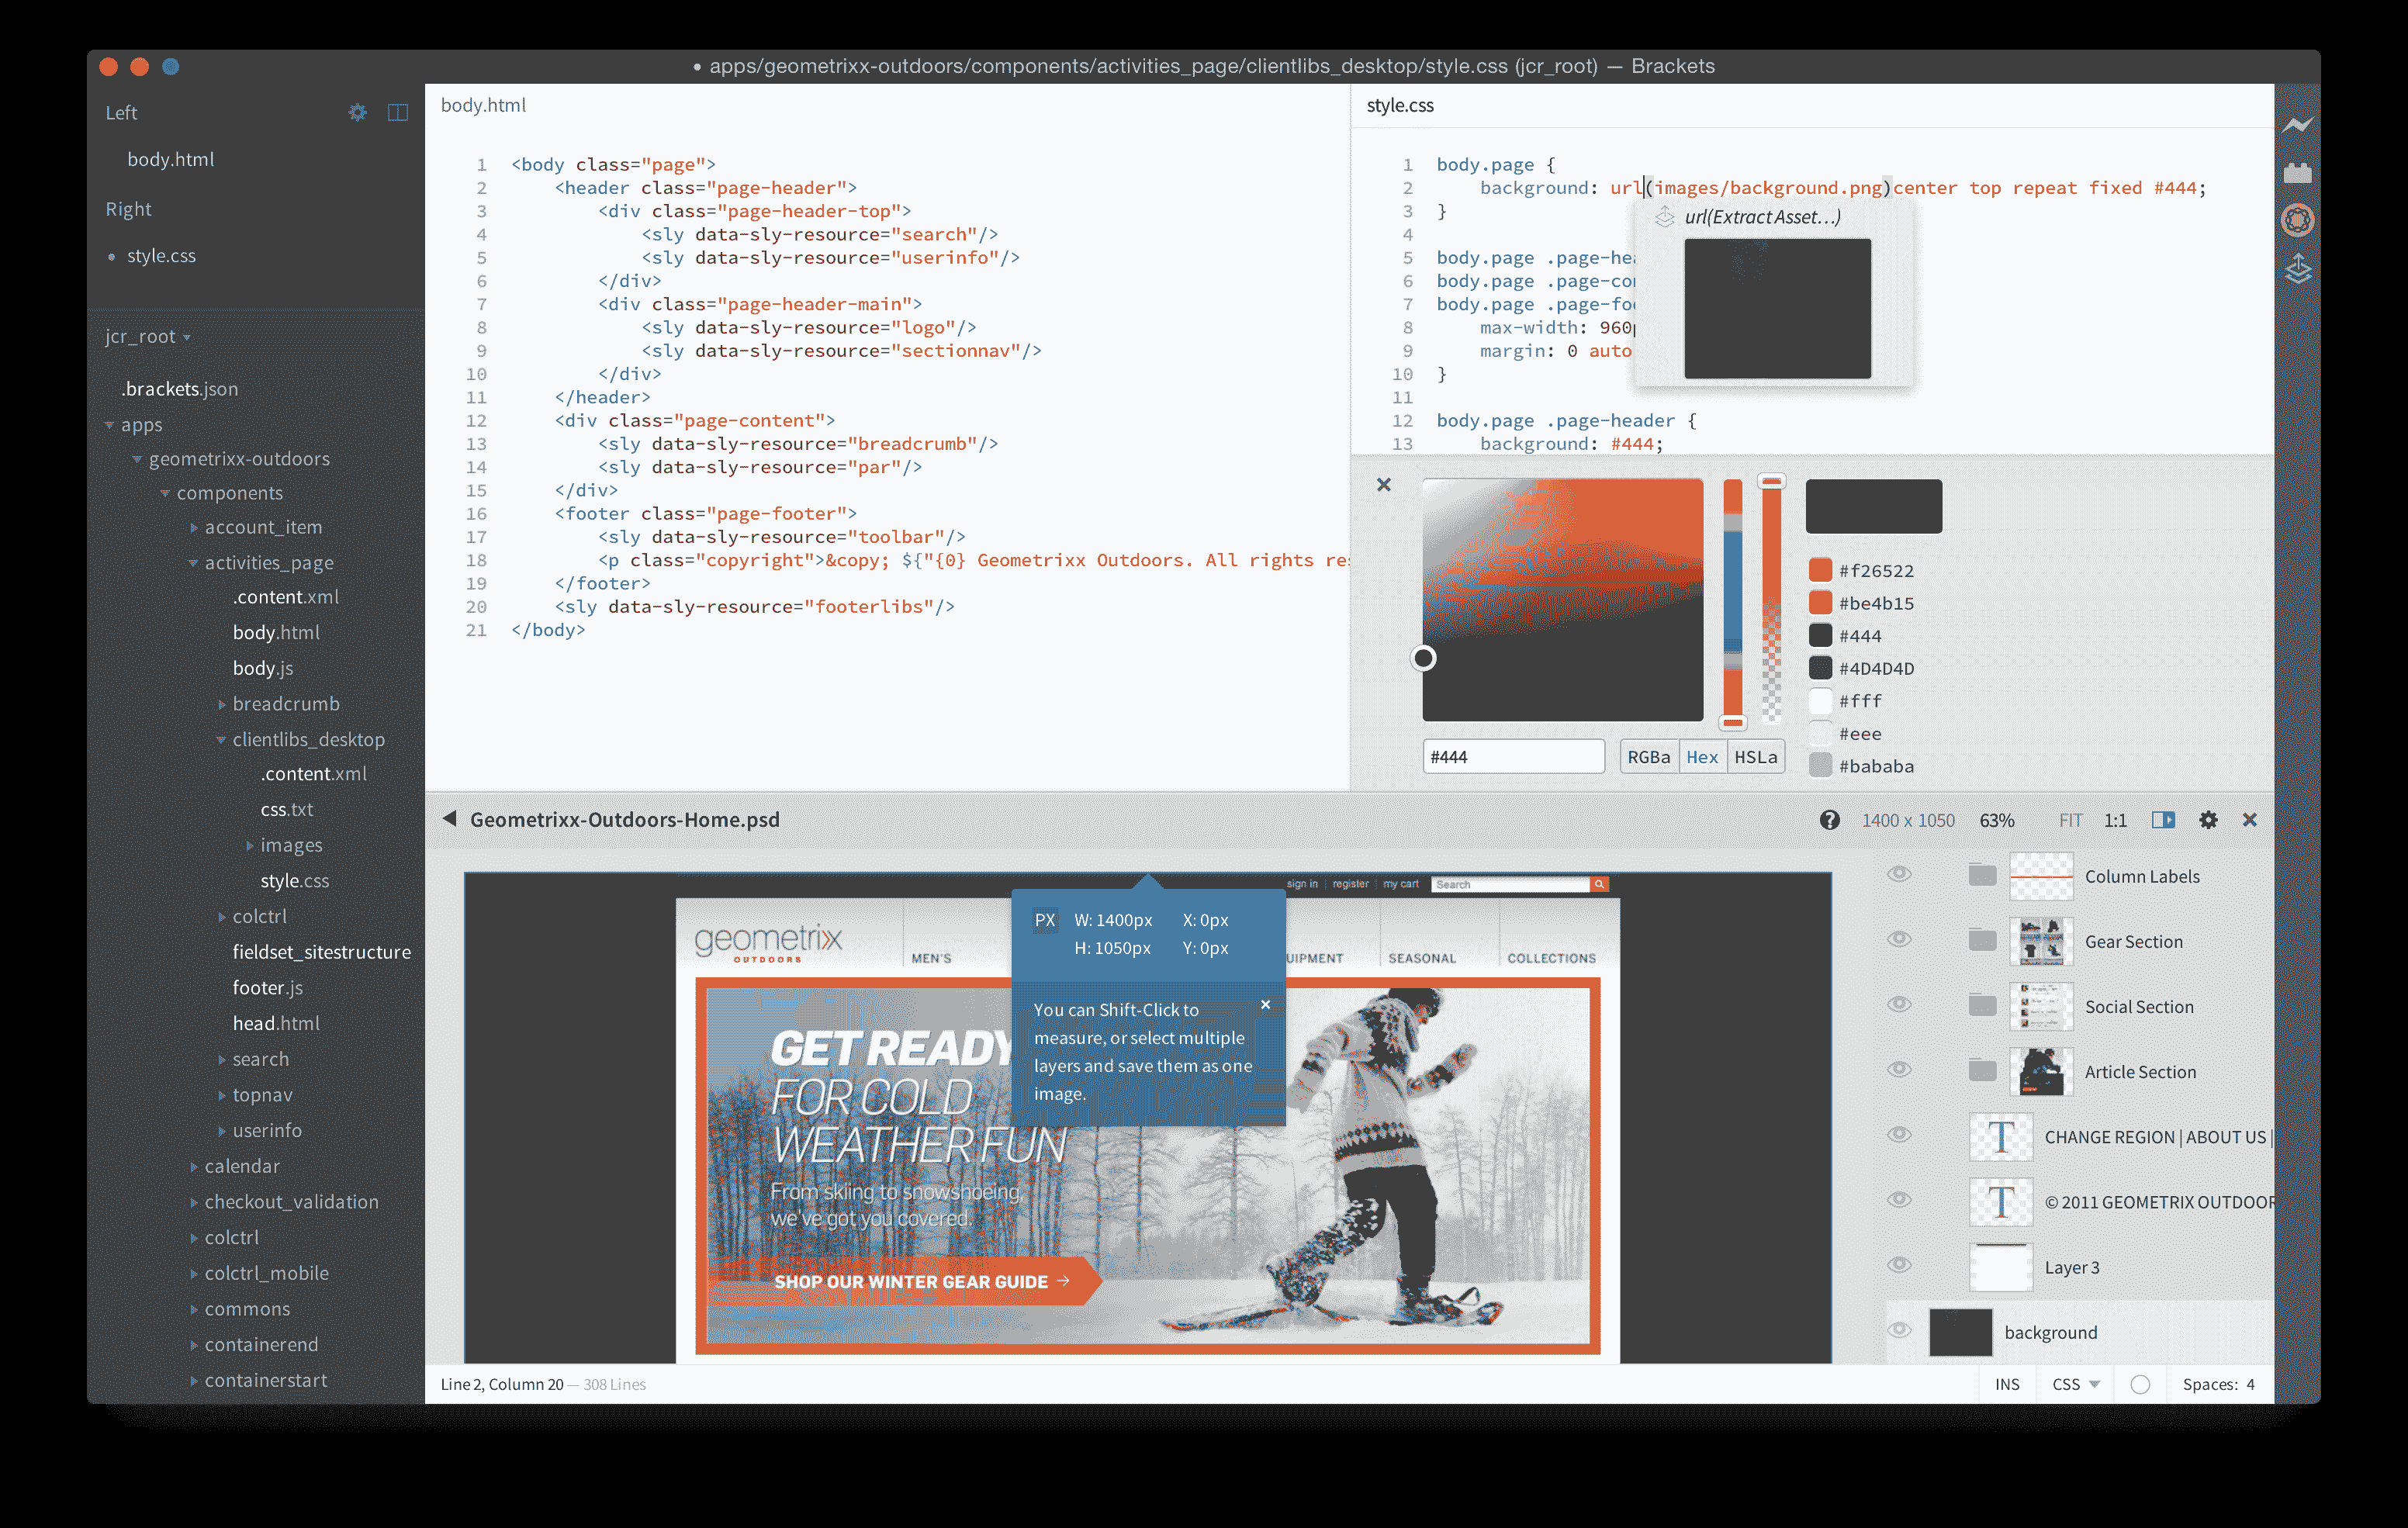 • apps/geometrixx-outdoors/components/activities_page/clientlibs_desktop/style.css (jcr_root) — Brackets
Left
body.html
Right
• style.css
jcr_root
.brackets.json
apps
geometrixx-outdoors
components
account_item
activities_page
.content.xml
body.html
body.js
breadcrumb
clientlibs_desktop
.content.xml
css.txt
images
style.css
colctrl
fieldset_sitestructure
footer.js
head.html
search
topnav
userinfo
calendar
checkout_validation
colctrl
colctrl_mobile
commons
containerend
containerstart
body.html
1 <body class="page">
2 <header class="page-header">
3 <div class="page-header-top">
4 <sly data-sly-resource="search"/>
5 <sly data-sly-resource="userinfo"/>
6 </div>
7 <div class="page-header-main">
8 <sly data-sly-resource="logo"/>
9 <sly data-sly-resource="sectionnav"/>
10 </div>
11 </header>
12 <div class="page-content">
13 <sly data-sly-resource="breadcrumb"/>
14 <sly data-sly-resource="par"/>
15 </div>
16 <footer class="page-footer">
17 <sly data-sly-resource="toolbar"/>
18 <p class="copyright">&copy; ${"{0} Geometrixx Outdoors. All rights res
19 </footer>
20 <sly data-sly-resource="footerlibs"/>
21 </body>
style.css
1 body.page {
2 background: url(images/background.png)center top repeat fixed #444;
3 }
4
5 body.page .page-hea
6 body.page .page-con
7 body.page .page-foo
8 max-width: 960p
9 margin: 0 auto
10 }
11
12 body.page .page-header {
13 background: #444;
url(Extract Asset...)
#f26522
#be4b15
#444
#4D4D4D
#fff
#eee
#bababa
#444
RGBa Hex HSLa
Geometrixx-Outdoors-Home.psd
1400 x 1050 63% FIT 1:1
sign in register my cart Search
geometrixx
OUTDOORS
MEN'S UIPMENT SEASONAL COLLECTIONS
PX W: 1400px X: 0px
H: 1050px Y: 0px
You can Shift-Click to
measure, or select multiple
layers and save them as one
image.
GET READY
FOR COLD
WEATHER FUN
From skiing to snowshoeing,
we've got you covered.
SHOP OUR WINTER GEAR GUIDE →
Column Labels
Gear Section
Social Section
Article Section
T CHANGE REGION | ABOUT US |
T © 2011 GEOMETRIX OUTDOOR
Layer 3
background
Line 2, Column 20 — 308 Lines
INS CSS Spaces: 4